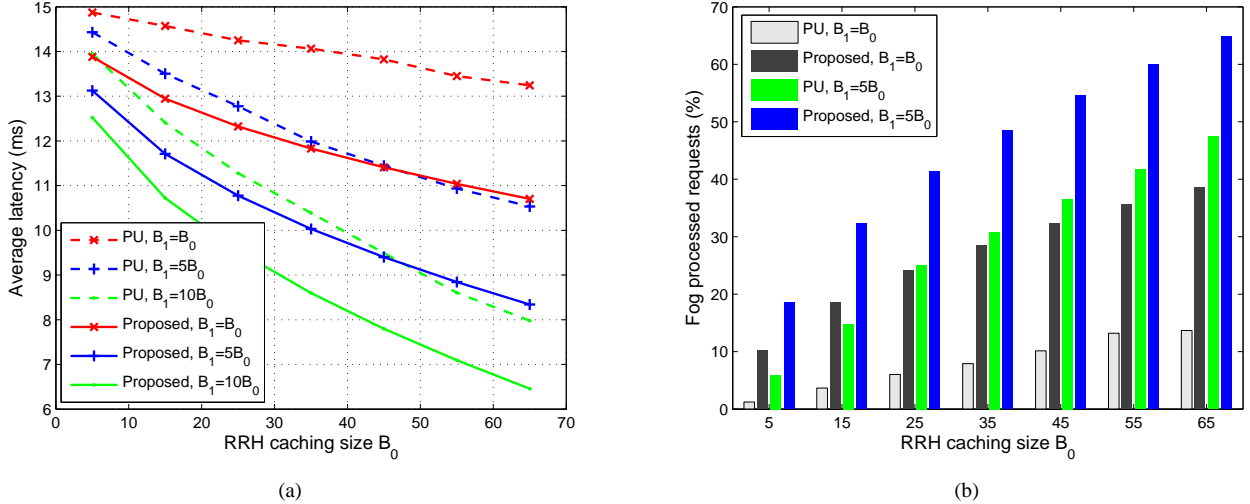 15
14
13
12
11
10
9
8
7
6
Average latency (ms)
PU, B₁=B₀
PU, B₁=5B₀
PU, B₁=10B₀
Proposed, B₁=B₀
Proposed, B₁=5B₀
Proposed, B₁=10B₀
0 10 20 30 40 50 60 70
RRH caching size B₀
(a)
70
60
50
40
30
20
10
0
Fog processed requests (%)
PU, B₁=B₀
Proposed, B₁=B₀
PU, B₁=5B₀
Proposed, B₁=5B₀
5 15 25 35 45 55 65
RRH caching size B₀
(b)